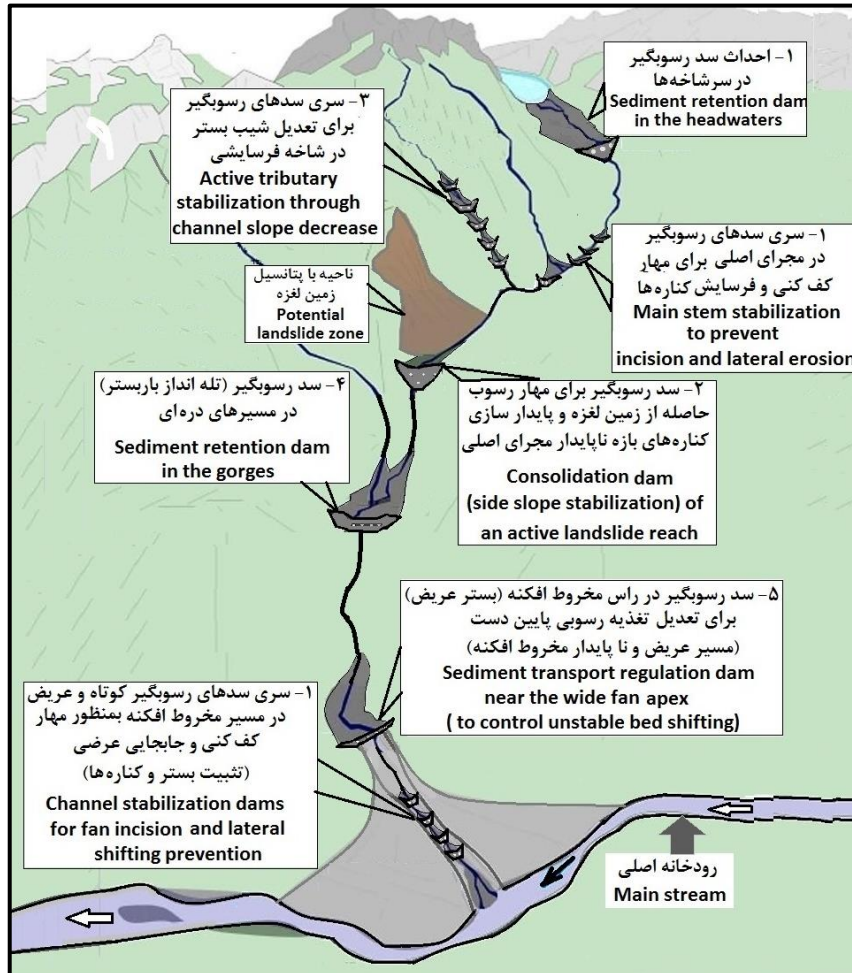 ۱- احداث سد رسوبگیر
در سرشاخه‌ها
Sediment retention dam
in the headwaters
۳- سری سدهای رسوبگیر
برای تعدیل شیب بستر
در شاخه فرسایشی
Active tributary
stabilization through
channel slope decrease
۱- سری سدهای رسوبگیر
در مجرای اصلی برای مهار
کف کنی و فرسایش کناره‌ها
Main stem stabilization
to prevent
incision and lateral erosion
ناحیه با پتانسیل
زمین لغزه
Potential
landslide zone
۴- سد رسوبگیر (تله انداز باربستر)
در مسیرهای دره‌ای
Sediment retention dam
in the gorges
۲- سد رسوبگیر برای مهار رسوب
حاصله از زمین لغزه و پایدار سازی
کناره‌های بازه ناپایدار مجرای اصلی
Consolidation dam
(side slope stabilization) of
an active landslide reach
۵- سد رسوبگیر در راس مخروط افکنه (بستر عریض)
برای تعدیل تغذیه رسوبی پایین دست
(مسیر عریض و نا پایدار مخروط افکنه)
Sediment transport regulation dam
near the wide fan apex
( to control unstable bed shifting)
۱- سری سدهای رسوبگیر کوتاه و عریض
در مسیر مخروط افکنه بمنظور مهار
کف کنی و جابجایی عرضی
(تثبیت بستر و کناره‌ها)
Channel stabilization dams
for fan incision and lateral
shifting prevention
رودخانه اصلی
Main stream